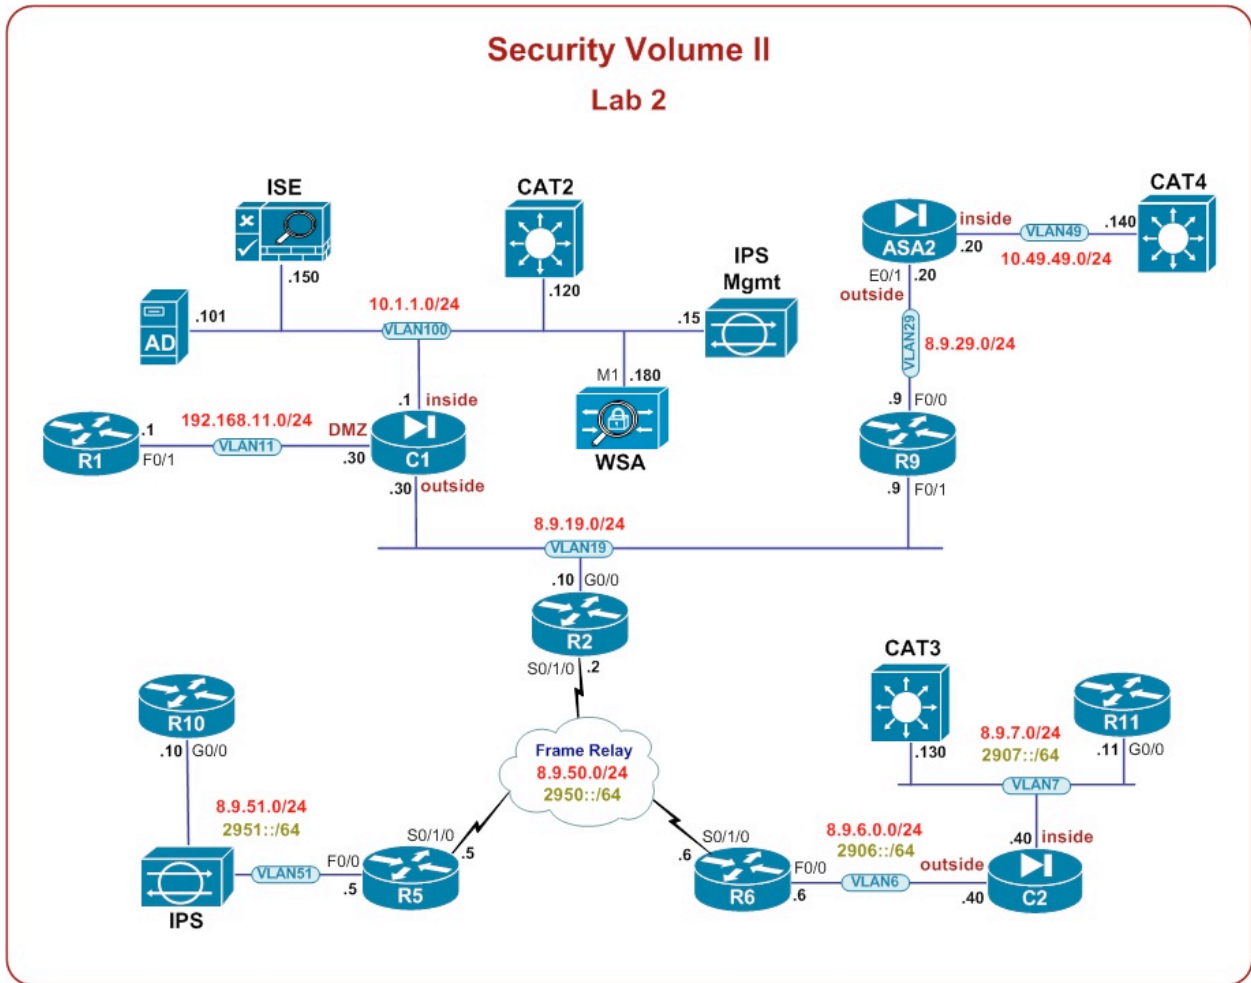 Security Volume II
Lab 2
ISE
CAT2
CAT4
ASA2
inside
.140
VLAN49
.20
10.49.49.0/24
E0/1
.20
outside
IPS
Mgmt
.150
.120
10.1.1.0/24
.101
VLAN100
.15
AD
VLAN29
8.9.29.0/24
M1
.180
.1
inside
.9
F0/0
192.168.11.0/24
.1
DMZ
VLAN11
F0/1
.30
R1
C1
WSA
R9
.30
outside
.9
F0/1
8.9.19.0/24
VLAN19
.10
G0/0
R2
S0/1/0
.2
CAT3
R10
R11
.10
G0/0
Frame Relay
8.9.50.0/24
2950::/64
8.9.7.0/24
2907::/64
.130
.11
G0/0
VLAN7
8.9.51.0/24
2951::/64
S0/1/0
.5
S0/1/0
.6
8.9.6.0.0/24
2906::/64
.40
inside
F0/0
VLAN51
.5
R5
IPS
R6
F0/0
.6
VLAN6
outside
.40
C2